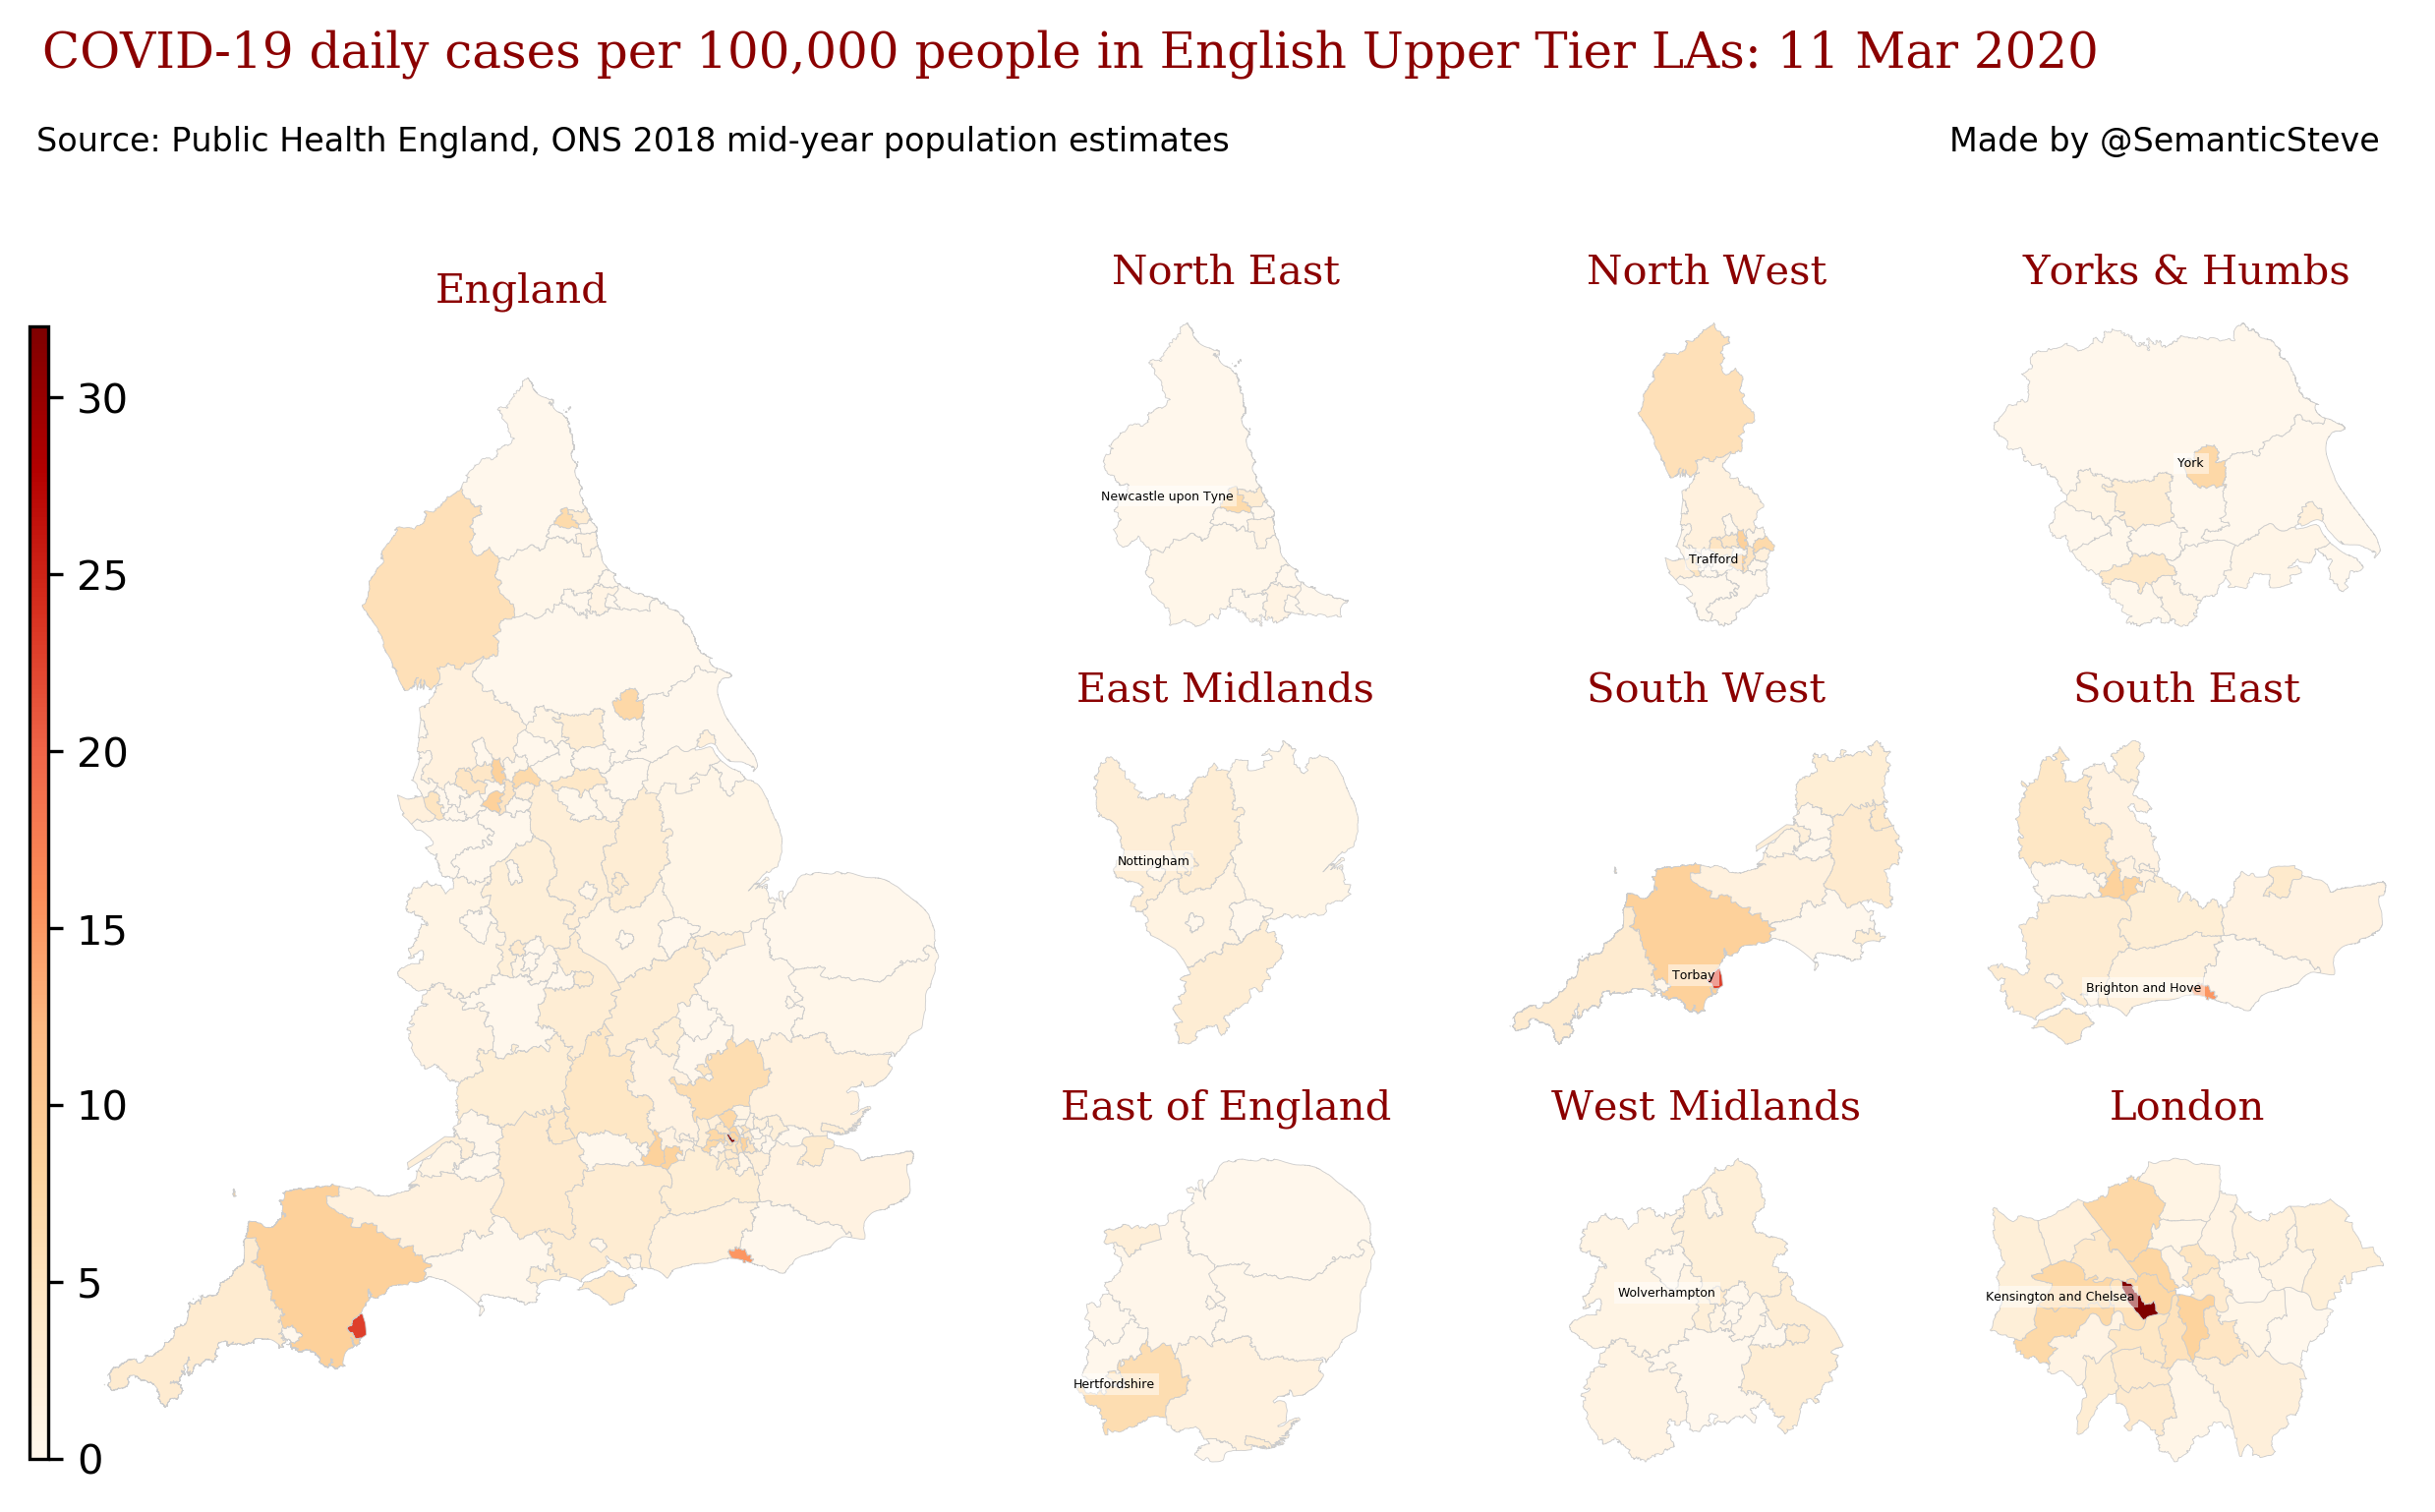 COVID-19 daily cases per 100,000 people in English Upper Tier LAs: 11 Mar 2020
Source: Public Health England, ONS 2018 mid-year population estimates
Made by @SemanticSteve
England
30
25
20
15
10
5
0
North East
Newcastle upon Tyne
North West
Trafford
Yorks & Humbs
York
East Midlands
Nottingham
South West
Torbay
South East
Brighton and Hove
East of England
Hertfordshire
West Midlands
Wolverhampton
London
Kensington and Chelsea